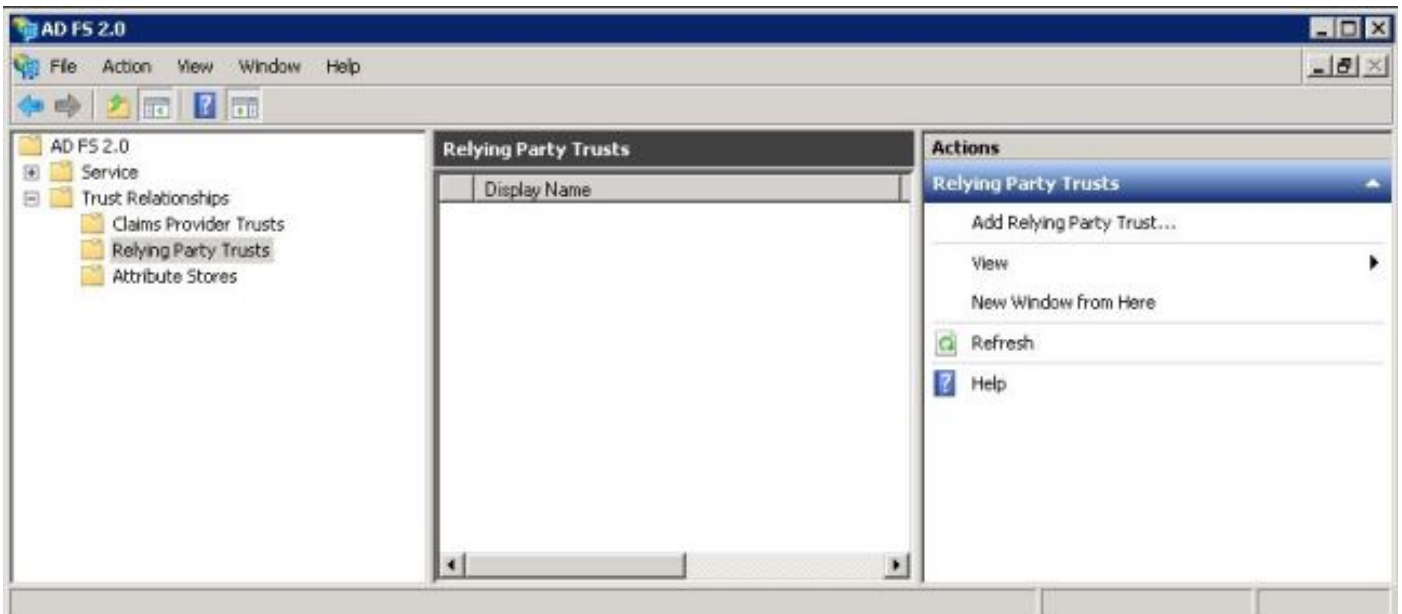 AD FS 2.0
File Action View Window Help
AD FS 2.0
Service
Trust Relationships
Claims Provider Trusts
Relying Party Trusts
Attribute Stores
Relying Party Trusts
Display Name
Actions
Relying Party Trusts
Add Relying Party Trust...
View
New Window from Here
Refresh
Help